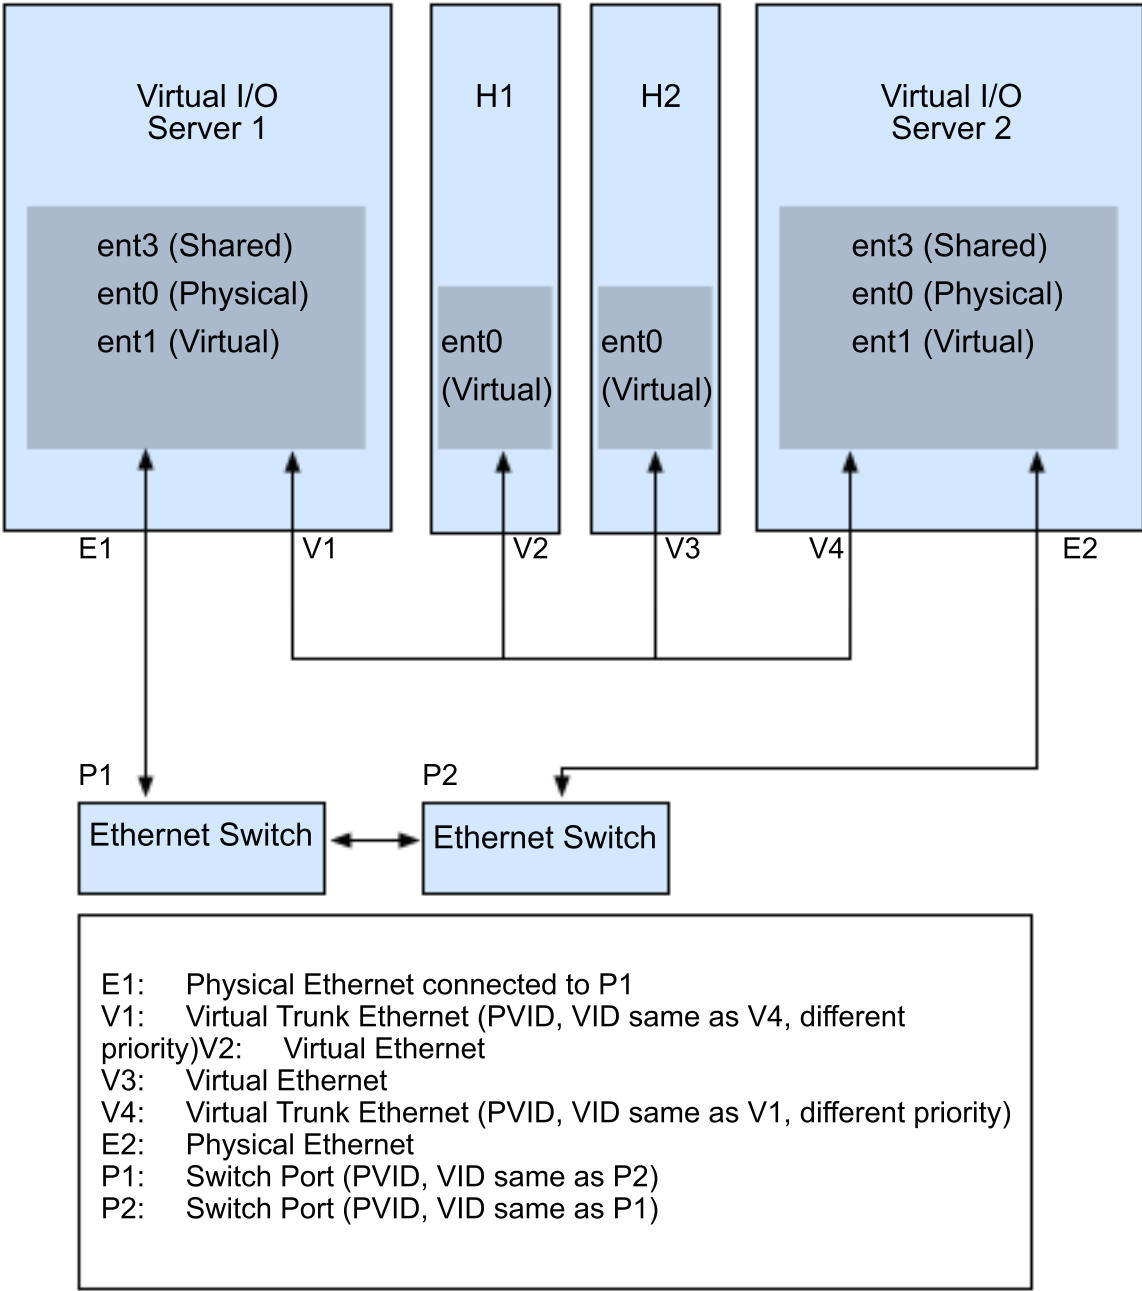 Virtual I/O
Server 1
H1
H2
Virtual I/O
Server 2
ent3 (Shared)
ent0 (Physical)
ent1 (Virtual)
ent0
(Virtual)
ent0
(Virtual)
ent3 (Shared)
ent0 (Physical)
ent1 (Virtual)
E1
V1
V2
V3
V4
E2
P1
P2
Ethernet Switch
Ethernet Switch
E1: Physical Ethernet connected to P1
V1: Virtual Trunk Ethernet (PVID, VID same as V4, different
priority)V2: Virtual Ethernet
V3: Virtual Ethernet
V4: Virtual Trunk Ethernet (PVID, VID same as V1, different priority)
E2: Physical Ethernet
P1: Switch Port (PVID, VID same as P2)
P2: Switch Port (PVID, VID same as P1)